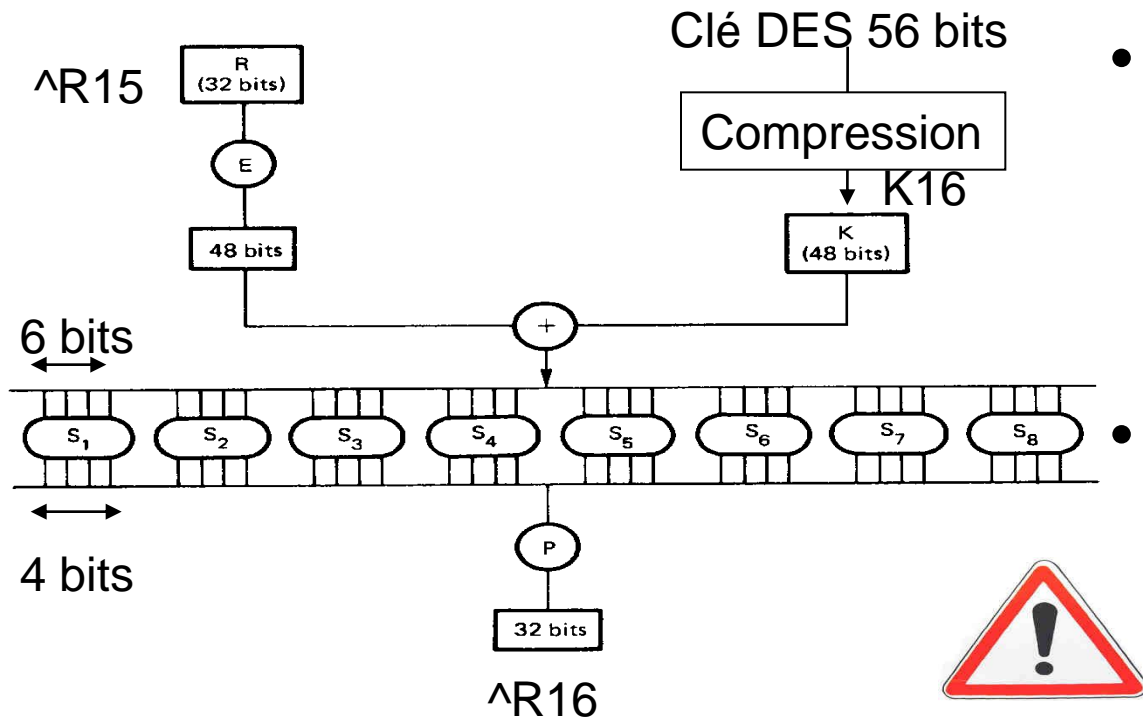 Clé DES 56 bits
^R15
R
(32 bits)
Compression
E
K16
48 bits
K
(48 bits)
+
6 bits
S1 S2 S3 S4 S5 S6 S7 S8
4 bits
P
32 bits
^R16